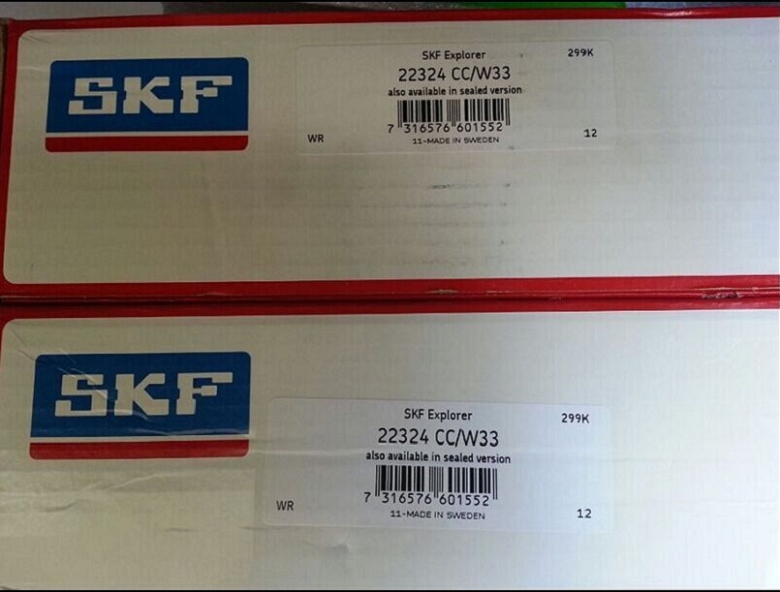 SKF
SKF Explorer
299K
22324 CC/W33
also available in sealed version
7 316576 601552
WR
11-MADE IN SWEDEN
12
SKF
SKF Explorer
299K
22324 CC/W33
also available in sealed version
7 316576 601552
WR
11-MADE IN SWEDEN
12